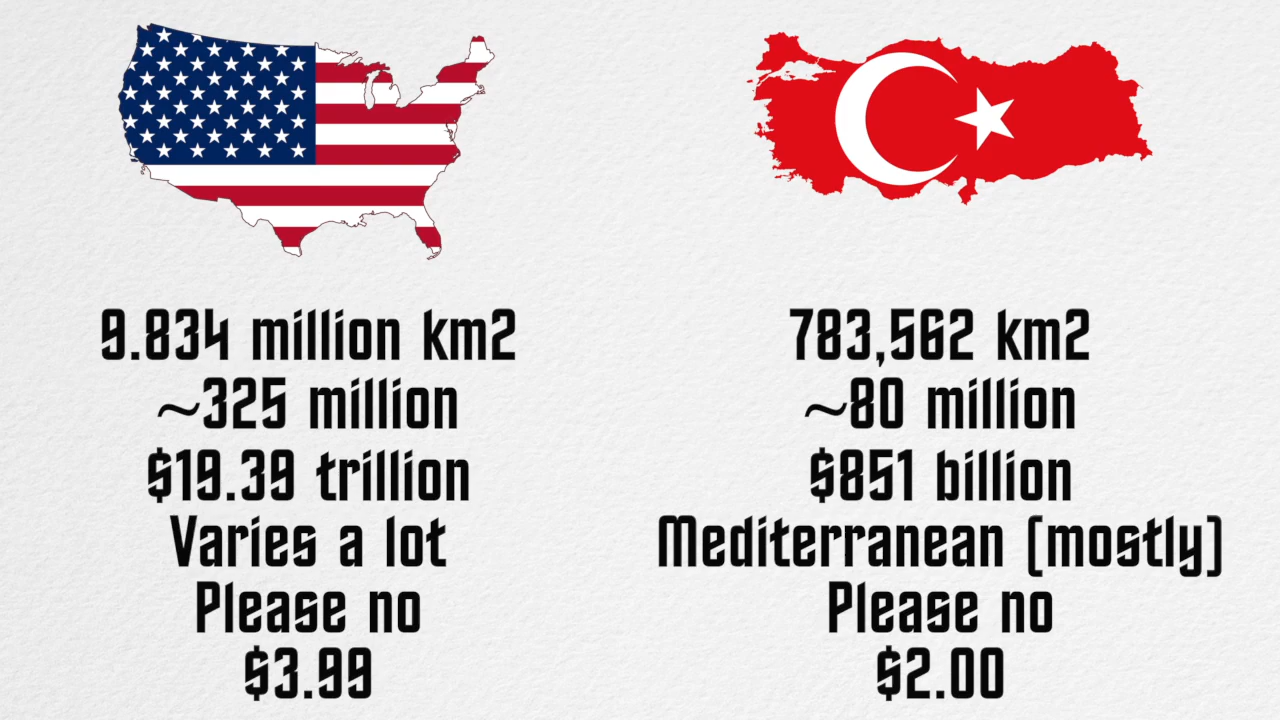 9.834 million km2
~325 million
$19.39 trillion
Varies a lot
Please no
$3.99
783,562 km2
~80 million
$851 billion
Mediterranean (mostly)
Please no
$2.00